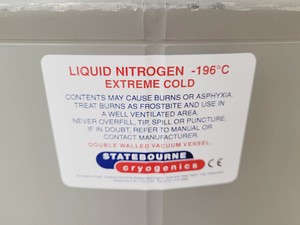 LIQUID NITROGEN -196°C
EXTREME COLD
CONTENTS MAY CAUSE BURNS OR ASPHYXIA.
TREAT BURNS AS FROSTBITE AND USE IN
A WELL VENTILATED AREA.
NEVER OVERFILL, TIP, SPILL OR PUNCTURE.
IF IN DOUBT, REFER TO MANUAL OR
CONTACT MANUFACTURER.
DOUBLE WALLED VACUUM VESSEL.
STATEBOURNE
cryogenics
CE